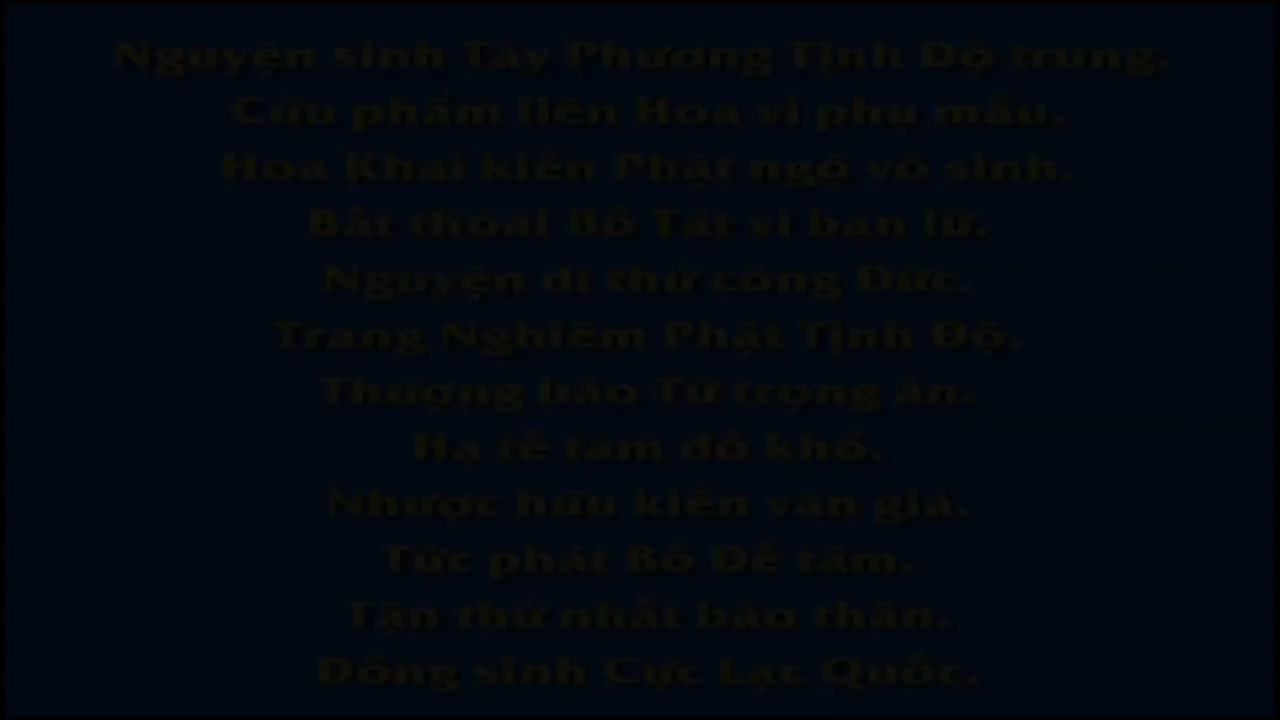 Nguyện sinh Tây Phương Tịnh Độ trung.
Cửu phẩm liên Hoa vi phụ mẫu.
Hoa Khai kiến Phật ngộ vô sinh.
Bất thoái Bồ Tát vi bạn lữ.
Nguyện dĩ thử công Đức.
Trang Nghiêm Phật Tịnh Độ.
Thượng báo Tứ trọng ân.
Hạ tế tam đồ khổ.
Nhược hữu kiến văn giả.
Tức phát Bồ Đề tâm.
Tận thử nhất báo thân.
Đồng sinh Cực Lạc Quốc.